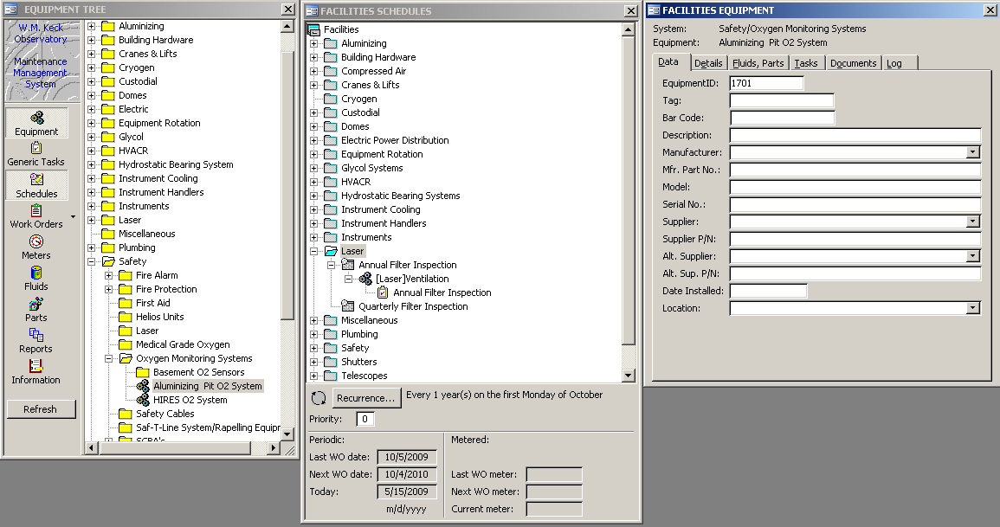 EQUIPMENT TREE
W.M. Keck
Observatory
Maintenance
Management
System
Equipment
Generic Tasks
Schedules
Work Orders
Meters
Fluids
Parts
Reports
Information
Refresh
Aluminizing
Building Hardware
Cranes & Lifts
Cryogen
Custodial
Domes
Electric
Equipment Rotation
Glycol
HVACR
Hydrostatic Bearing System
Instrument Cooling
Instrument Handlers
Instruments
Laser
Miscellaneous
Plumbing
Safety
Fire Alarm
Fire Protection
First Aid
Helios Units
Laser
Medical Grade Oxygen
Oxygen Monitoring Systems
Basement O2 Sensors
Aluminizing Pit O2 System
HIRES O2 System
Safety Cables
Saf-T-Line System/Rapelling Equipr
SCBA's
FACILITIES SCHEDULES
Facilities
Aluminizing
Building Hardware
Compressed Air
Cranes & Lifts
Cryogen
Custodial
Domes
Electric Power Distribution
Equipment Rotation
Glycol Systems
HVACR
Hydrostatic Bearing Systems
Instrument Cooling
Instrument Handlers
Instruments
Laser
Annual Filter Inspection
[Laser]Ventilation
Annual Filter Inspection
Quarterly Filter Inspection
Miscellaneous
Plumbing
Safety
Shutters
Telescopes
Recurrence... Every 1 year(s) on the first Monday of October
Priority: 0
Periodic:
Last WO date: 10/5/2009
Next WO date: 10/4/2010
Today: 5/15/2009
m/d/yyyy
Metered:
Last WO meter:
Next WO meter:
Current meter:
FACILITIES EQUIPMENT
System: Safety/Oxygen Monitoring Systems
Equipment: Aluminizing Pit O2 System
Data Details Fluids, Parts Tasks Documents Log
EquipmentID: 1701
Tag:
Bar Code:
Description:
Manufacturer:
Mfr. Part No.:
Model:
Serial No.:
Supplier:
Supplier P/N:
Alt. Supplier:
Alt. Sup. P/N:
Date Installed:
Location: